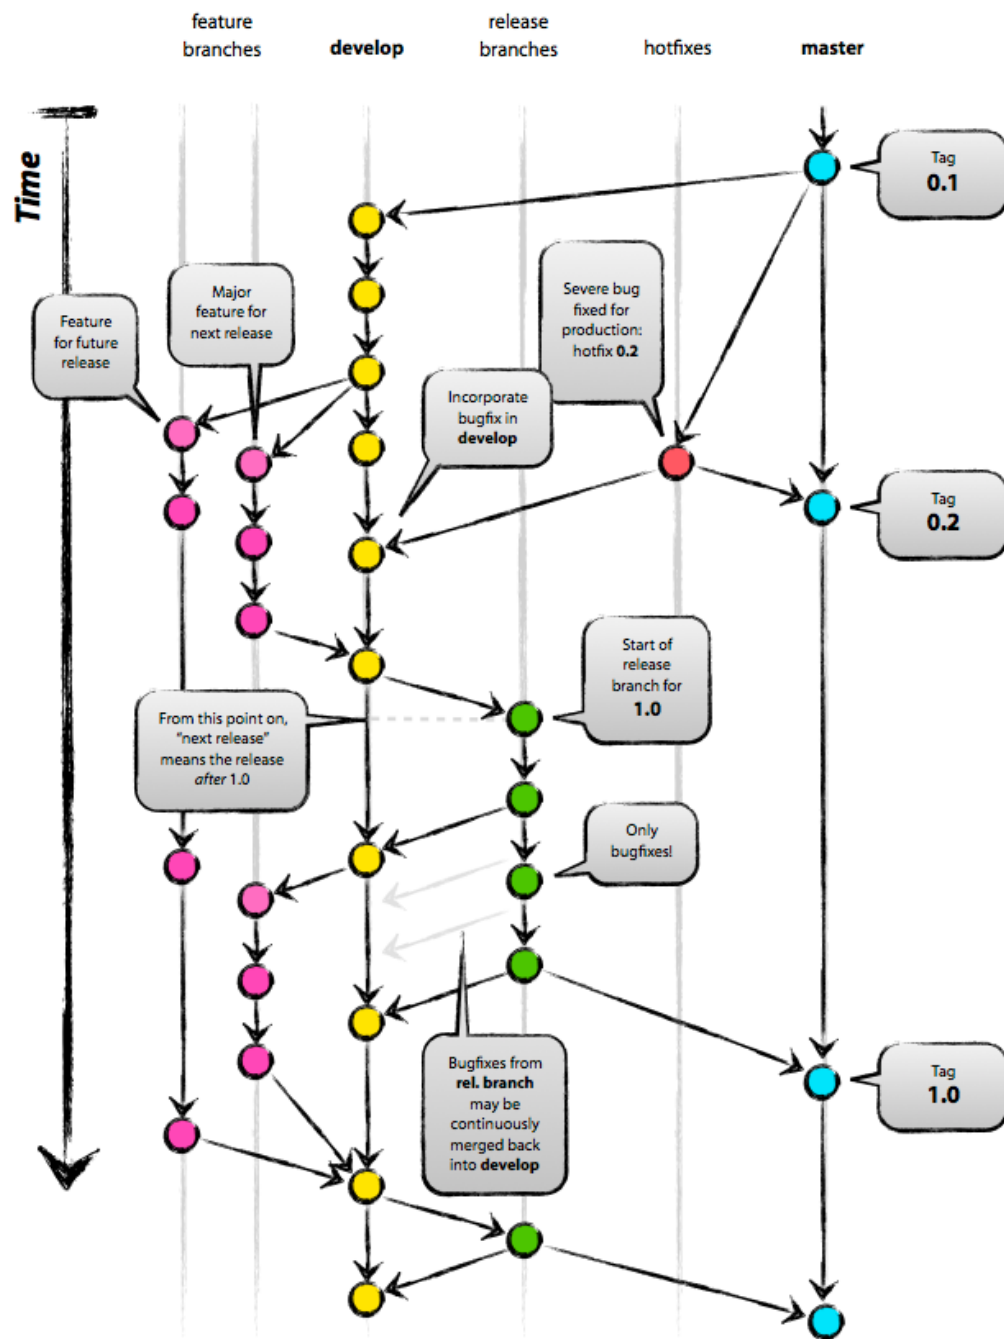 feature
branches
develop
release
branches
hotfixes
master
Time
Tag
0.1
Major
feature for
next release
Feature
for future
release
Severe bug
fixed for
production:
hotfix 0.2
Incorporate
bugfix in
develop
Tag
0.2
Start of
release
branch for
1.0
From this point on,
“next release”
means the release
after 1.0
Only
bugfixes!
Bugfixes from
rel. branch
may be
continuously
merged back
into develop
Tag
1.0